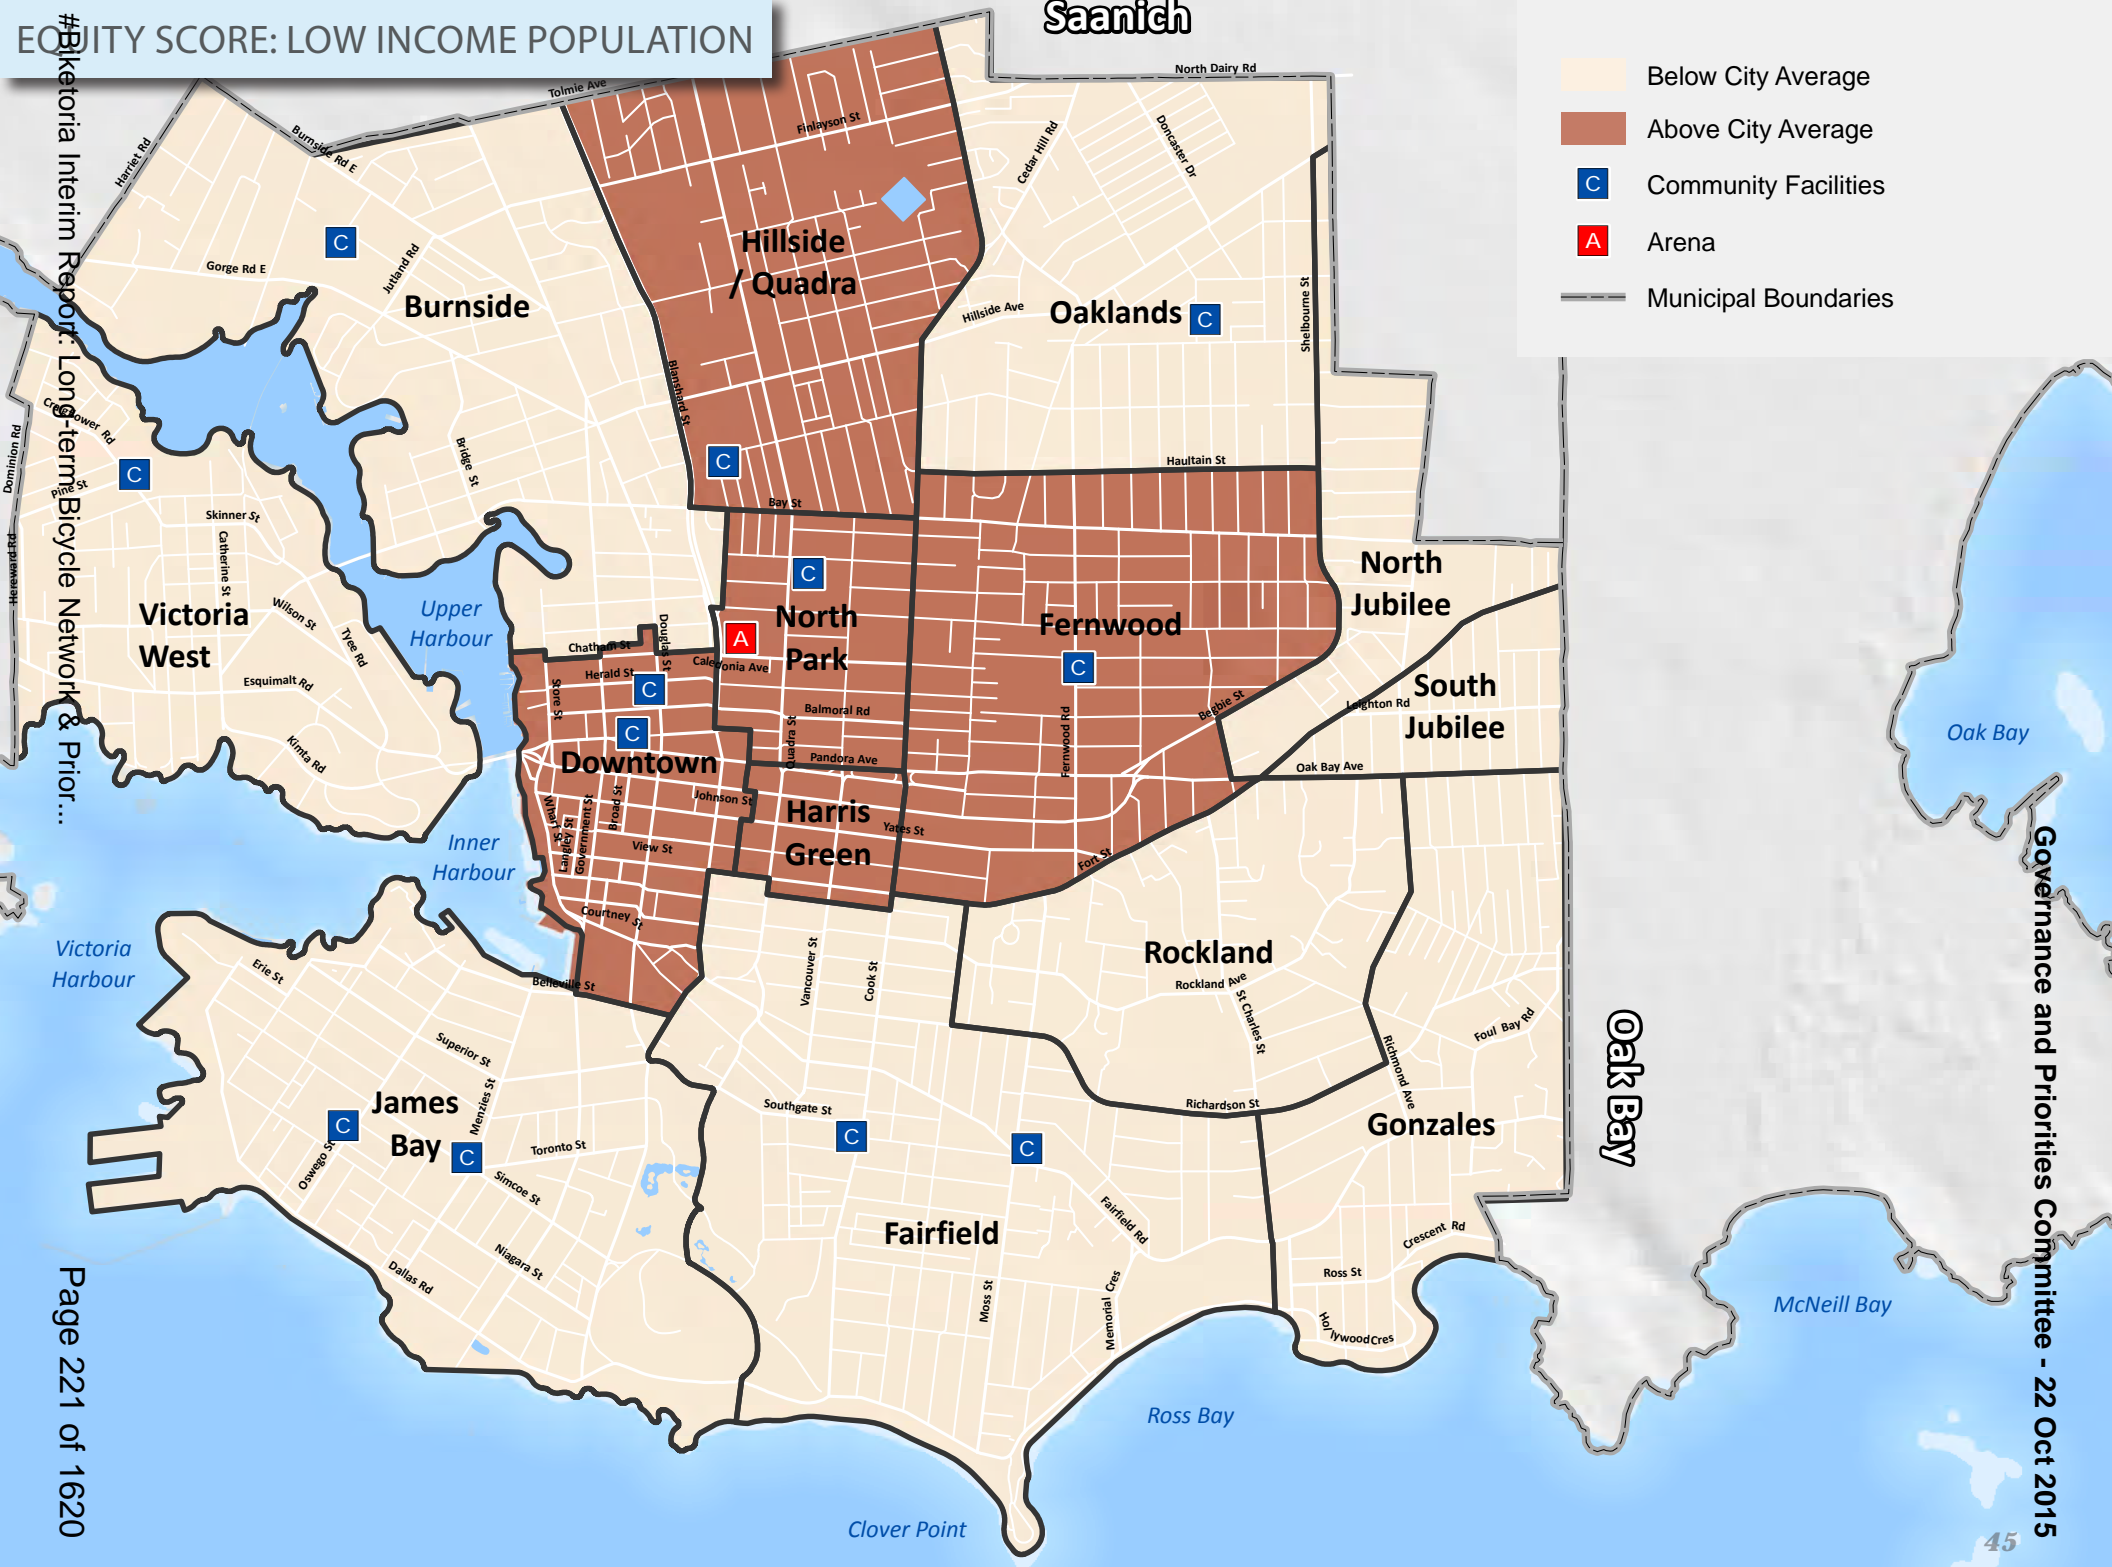 EQUITY SCORE: LOW INCOME POPULATION
#Biketoria Interim Report: Long-term Bicycle Network & Prior...
Page 221 of 1620
Governance and Priorities Committee - 22 Oct 2015
45
Below City Average
Above City Average
C Community Facilities
A Arena
Municipal Boundaries
Saanich
North Dairy Rd
Tolmie Ave
Finlayson St
Burnside Rd E
Harriet Rd
Cedar Hill Rd
Doncaster Dr
C
Hillside
/ Quadra
Gorge Rd E
Jutland Rd
Burnside
Hillside Ave
Oaklands
C
Shelbourne St
Blanshard St
Craigflower Rd
Dominion Rd
Bridge St
C
C
Haultain St
Pine St
Bay St
Skinner St
Catherine St
Hereward Rd
C
North
Jubilee
Victoria
West
Wilson St
Tyee Rd
Upper
Harbour
North
Park
A
Fernwood
C
Chatham St
Douglas St
Caledonia Ave
Herald St
C
Store St
Esquimalt Rd
South
Jubilee
Leighton Rd
Begbie St
Balmoral Rd
Quadra St
Fernwood Rd
C
Downtown
Pandora Ave
Oak Bay Ave
Kimta Rd
Johnson St
Wharf St
Langley St
Government St
Broad St
View St
Harris
Green
Yates St
Fort St
Inner
Harbour
Courtney St
Belleville St
Victoria
Harbour
Erie St
Vancouver St
Cook St
Rockland
Rockland Ave
St Charles St
Richmond Ave
Foul Bay Rd
Oak Bay
Oak Bay
Superior St
Menzies St
James
Bay
C
C
Oswego St
Toronto St
Simcoe St
Southgate St
C
C
Richardson St
Gonzales
Fairfield
Fairfield Rd
Crescent Rd
Niagara St
Dallas Rd
Moss St
Memorial Cres
Ross St
Hollywood Cres
McNeill Bay
Ross Bay
Clover Point